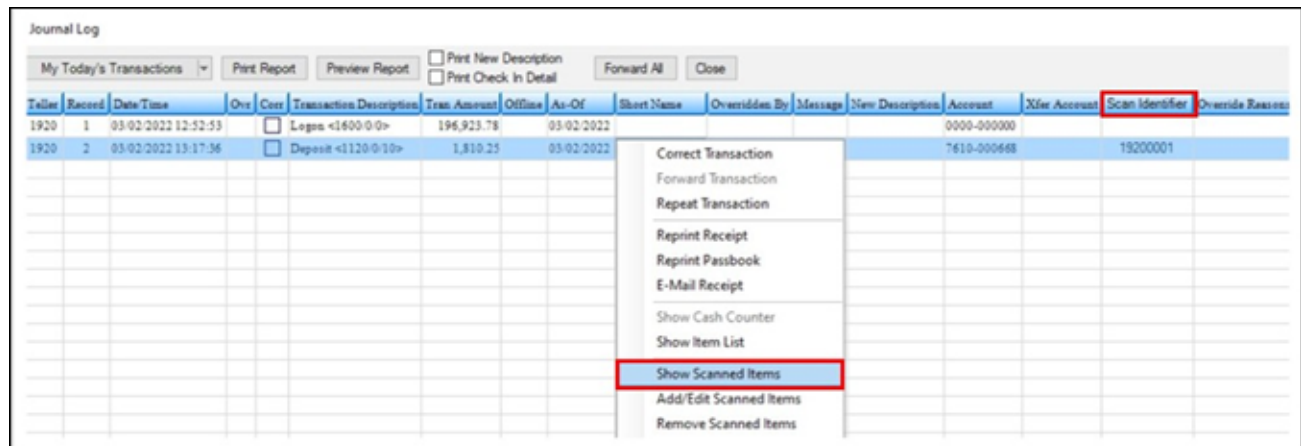 Journal Log
My Today's Transactions Print Report Preview Report Print New Description Forward All Close
Print Check In Detail
Teller Record Date/Time Ovr Corr Transaction Description Tran Amount Offline As-Of Short Name Overridden By Message New Description Account Xfer Account Scan Identifier Override Reasons
1920 1 03/02/2022 12:52:53 Logon <1600/0/0> 196,923.78 03/02/2022 0000-000000
1920 2 03/02/2022 13:17:36 Deposit <1120/0/10> 1,810.25 03/02/2022 7610-000668 19200001
Correct Transaction
Forward Transaction
Repeat Transaction
Reprint Receipt
Reprint Passbook
E-Mail Receipt
Show Cash Counter
Show Item List
Show Scanned Items
Add/Edit Scanned Items
Remove Scanned Items